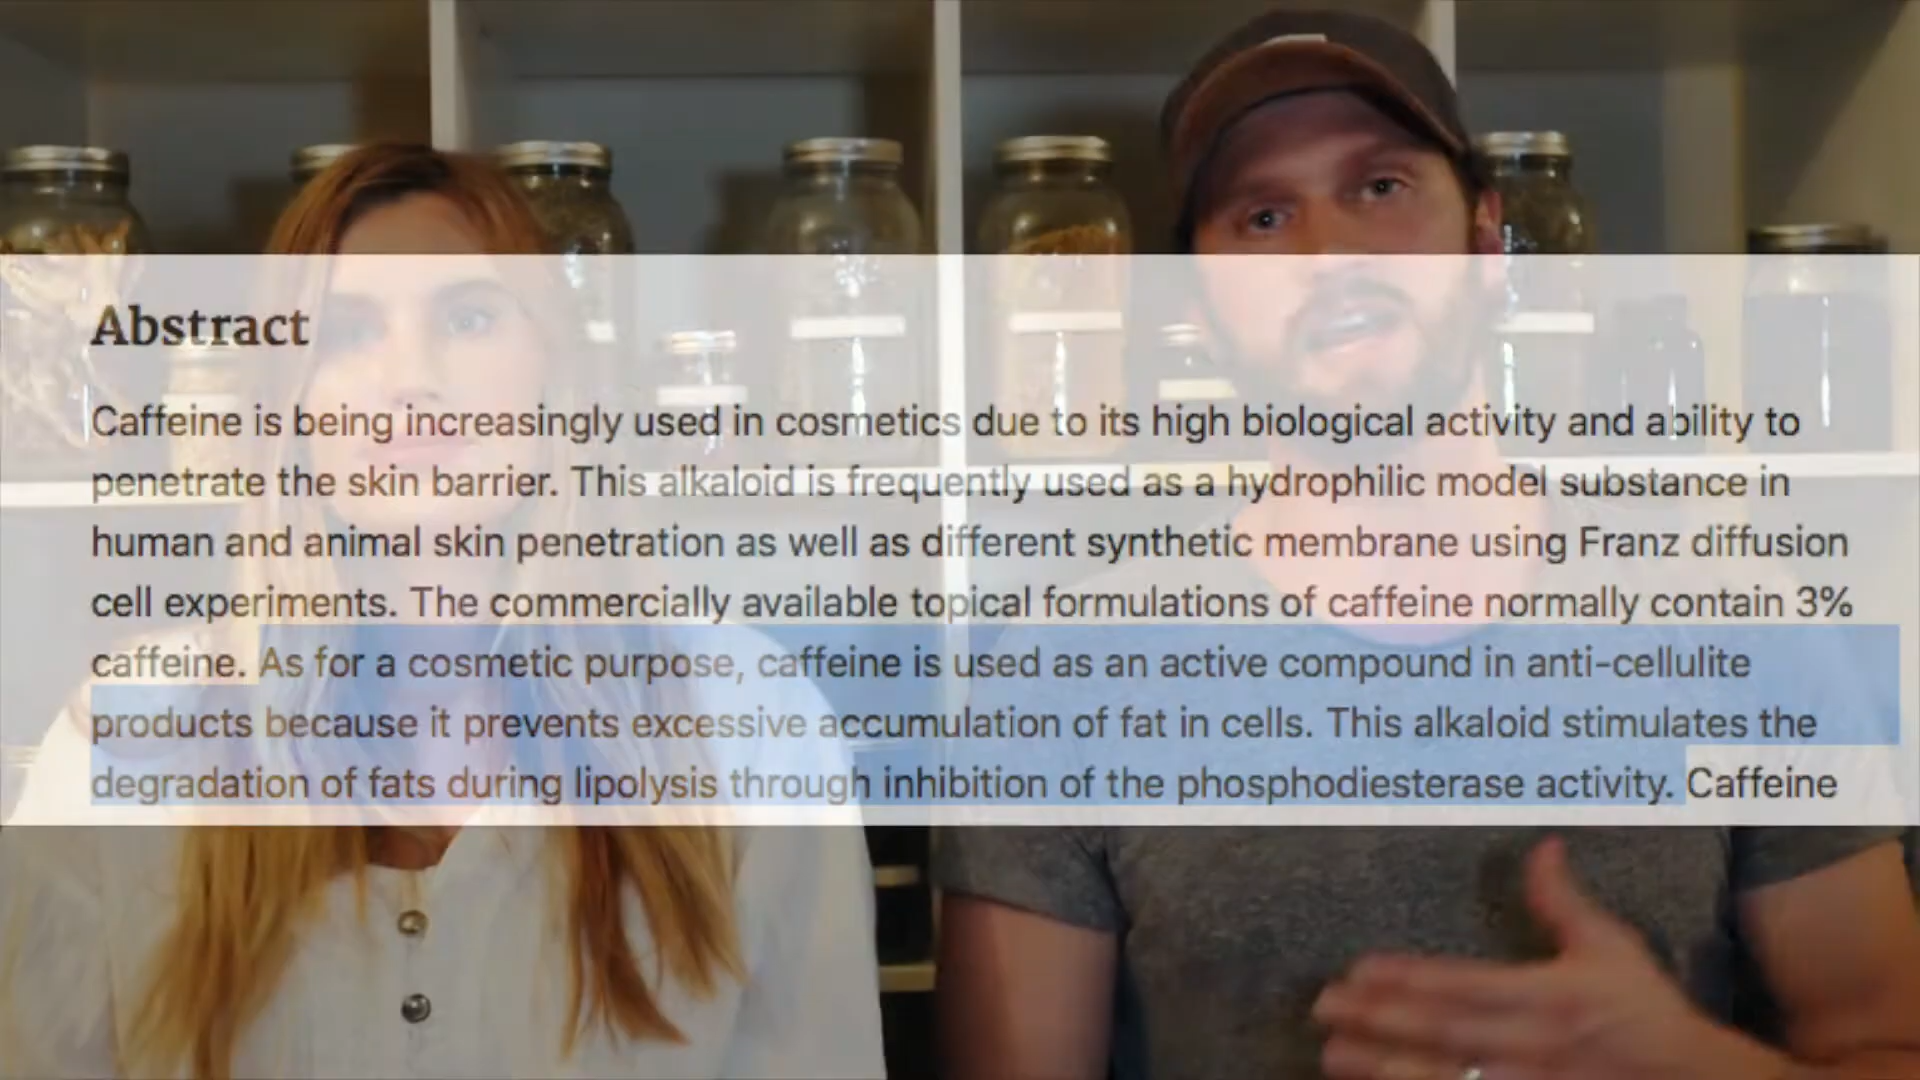 Abstract
Caffeine is being increasingly used in cosmetics due to its high biological activity and ability to
penetrate the skin barrier. This alkaloid is frequently used as a hydrophilic model substance in
human and animal skin penetration as well as different synthetic membrane using Franz diffusion
cell experiments. The commercially available topical formulations of caffeine normally contain 3%
caffeine. As for a cosmetic purpose, caffeine is used as an active compound in anti-cellulite
products because it prevents excessive accumulation of fat in cells. This alkaloid stimulates the
degradation of fats during lipolysis through inhibition of the phosphodiesterase activity. Caffeine